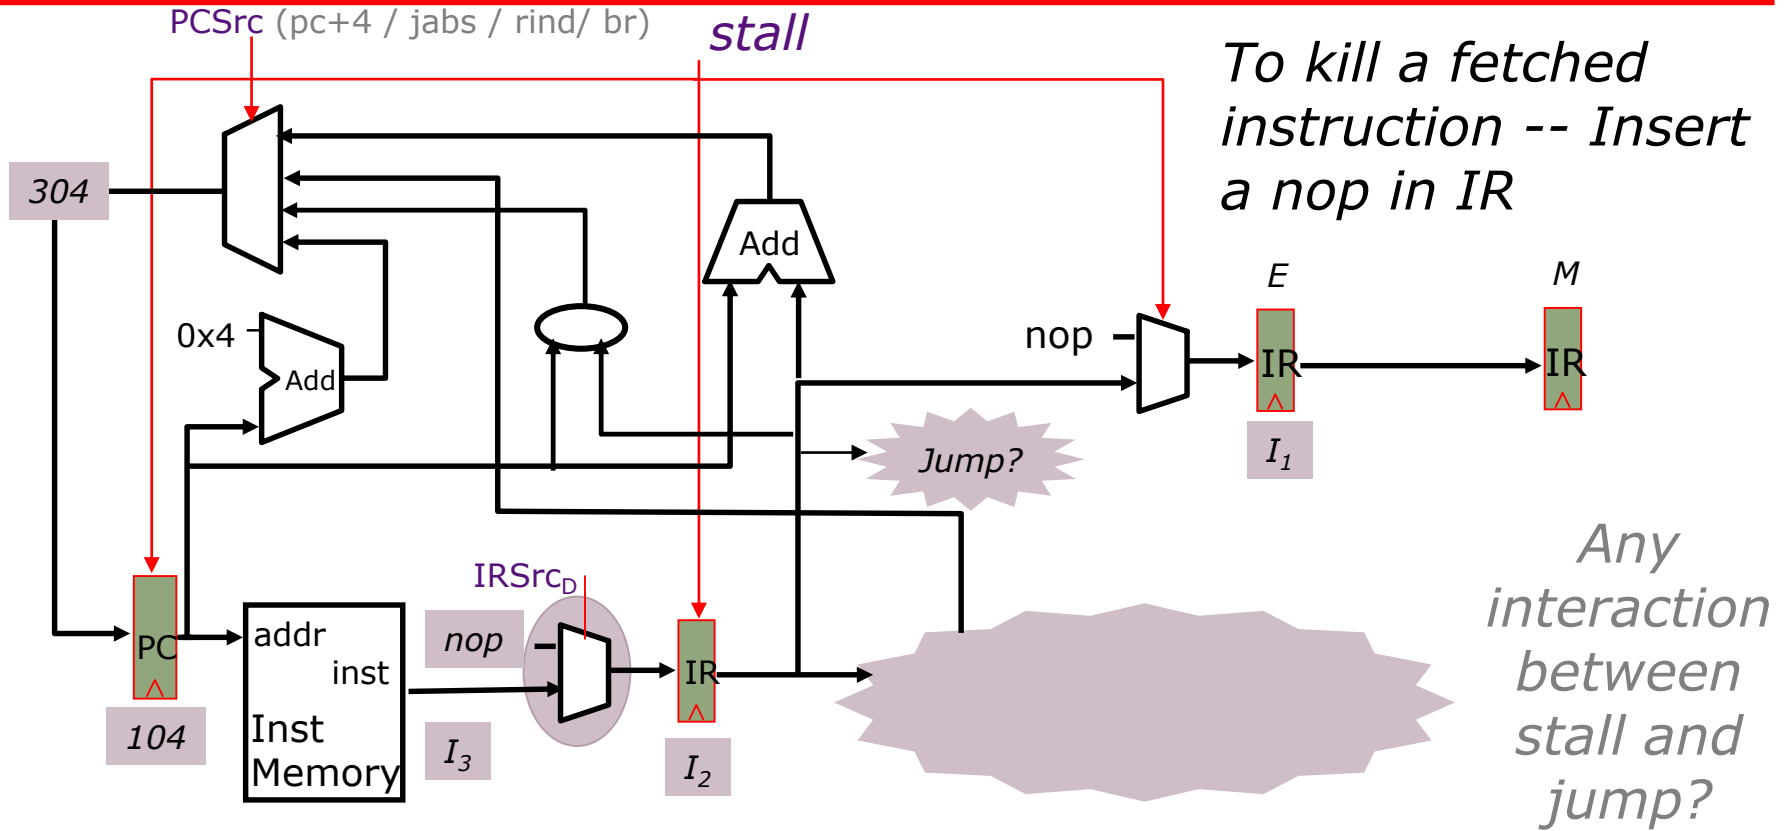 PCSrc (pc+4 / jabs / rind/ br)
stall
To kill a fetched
instruction -- Insert
a nop in IR
304
Add
E
M
0x4
Add
nop
IR
IR
Jump?
I1
Any
interaction
between
stall and
jump?
IRSrcD
PC
addr
inst
Inst
Memory
nop
IR
104
I3
I2